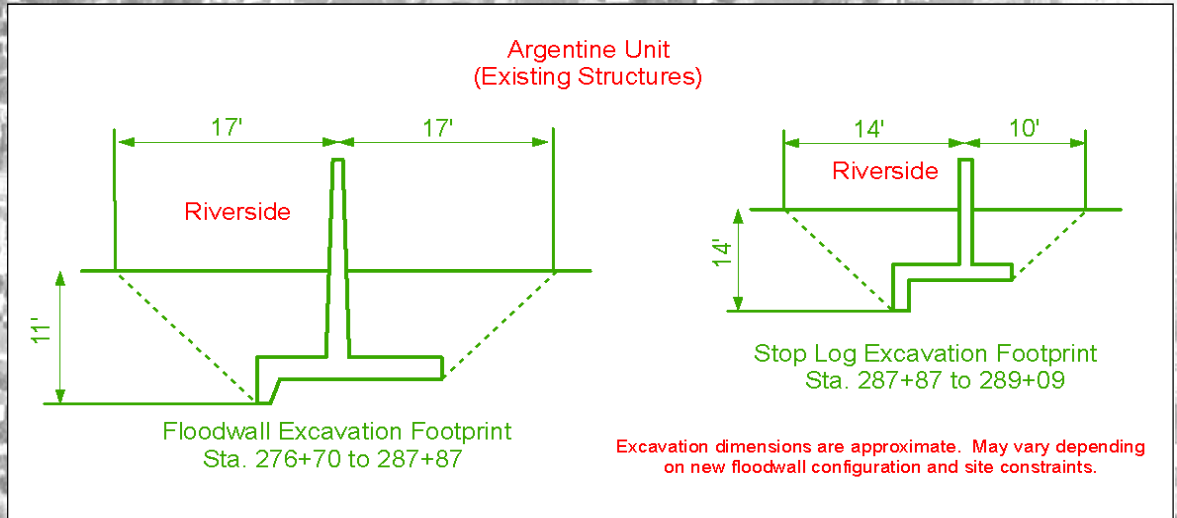 Argentine Unit
(Existing Structures)
17'
17'
Riverside
11'
Floodwall Excavation Footprint
Sta. 276+70 to 287+87
14'
10'
Riverside
14'
Stop Log Excavation Footprint
Sta. 287+87 to 289+09
Excavation dimensions are approximate.  May vary depending
on new floodwall configuration and site constraints.